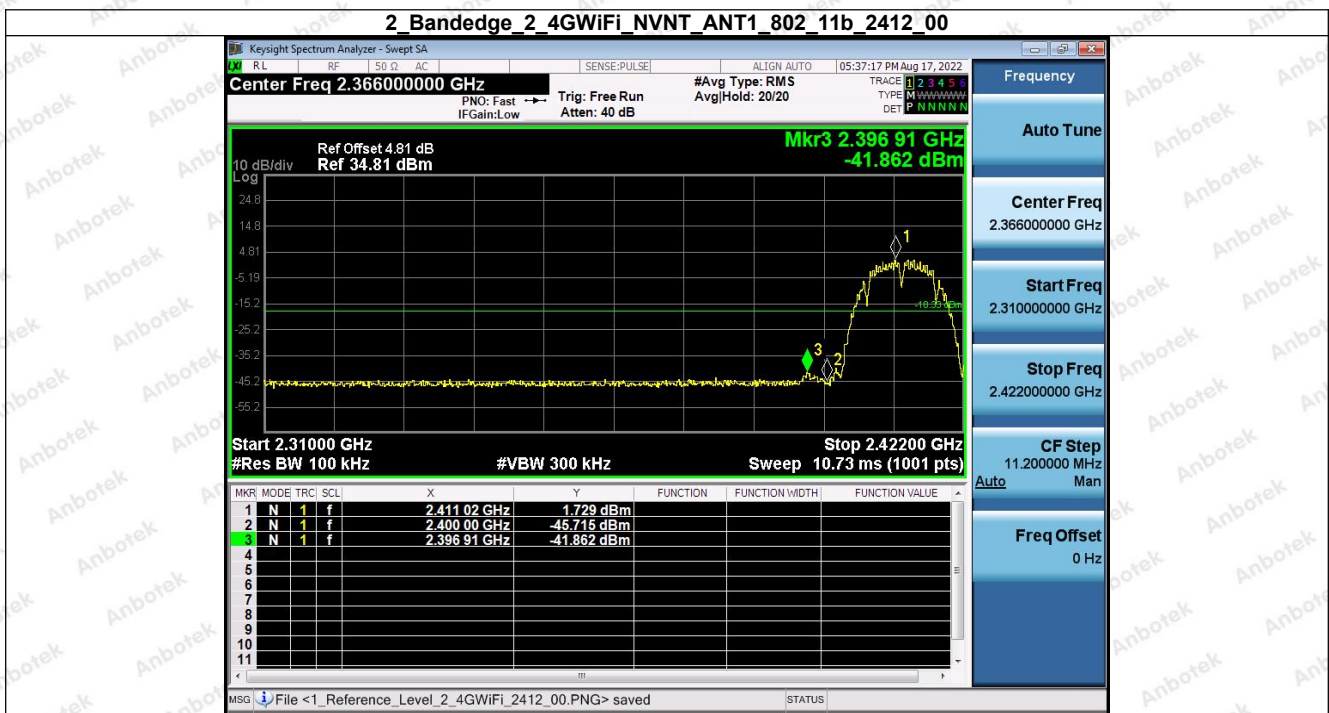 2_Bandedge_2_4GWiFi_NVNT_ANT1_802_11b_2412_00
Keysight Spectrum Analyzer - Swept SA
RL RF 50 Ω AC SENSE:PULSE ALIGN AUTO 05:37:17 PM Aug 17, 2022
Center Freq 2.366000000 GHz
PNO: Fast
IFGain:Low
Trig: Free Run
Atten: 40 dB
#Avg Type: RMS
Avg|Hold: 20/20
TRACE 1 2 3 4 5 6
TYPE M WWWWW
DET P N N N N N
Ref Offset 4.81 dB
10 dB/div Ref 34.81 dBm
Log
Mkr3 2.396 91 GHz
-41.862 dBm
24.8
14.8
4.81
-5.19
-15.2
-25.2
-35.2
-45.2
-55.2
1
2
3
Start 2.31000 GHz Stop 2.42200 GHz
#Res BW 100 kHz #VBW 300 kHz Sweep 10.73 ms (1001 pts)
MKR MODE TRC SCL X Y FUNCTION FUNCTION WIDTH FUNCTION VALUE
1 N 1 f 2.411 02 GHz 1.729 dBm
2 N 1 f 2.400 00 GHz -45.715 dBm
3 N 1 f 2.396 91 GHz -41.862 dBm
4
5
6
7
8
9
10
11
MSG File <1_Reference_Level_2_4GWiFi_2412_00.PNG> saved STATUS
Frequency
Auto Tune
Center Freq
2.366000000 GHz
Start Freq
2.310000000 GHz
Stop Freq
2.422000000 GHz
CF Step
11.200000 MHz
Auto Man
Freq Offset
0 Hz
Anbotek